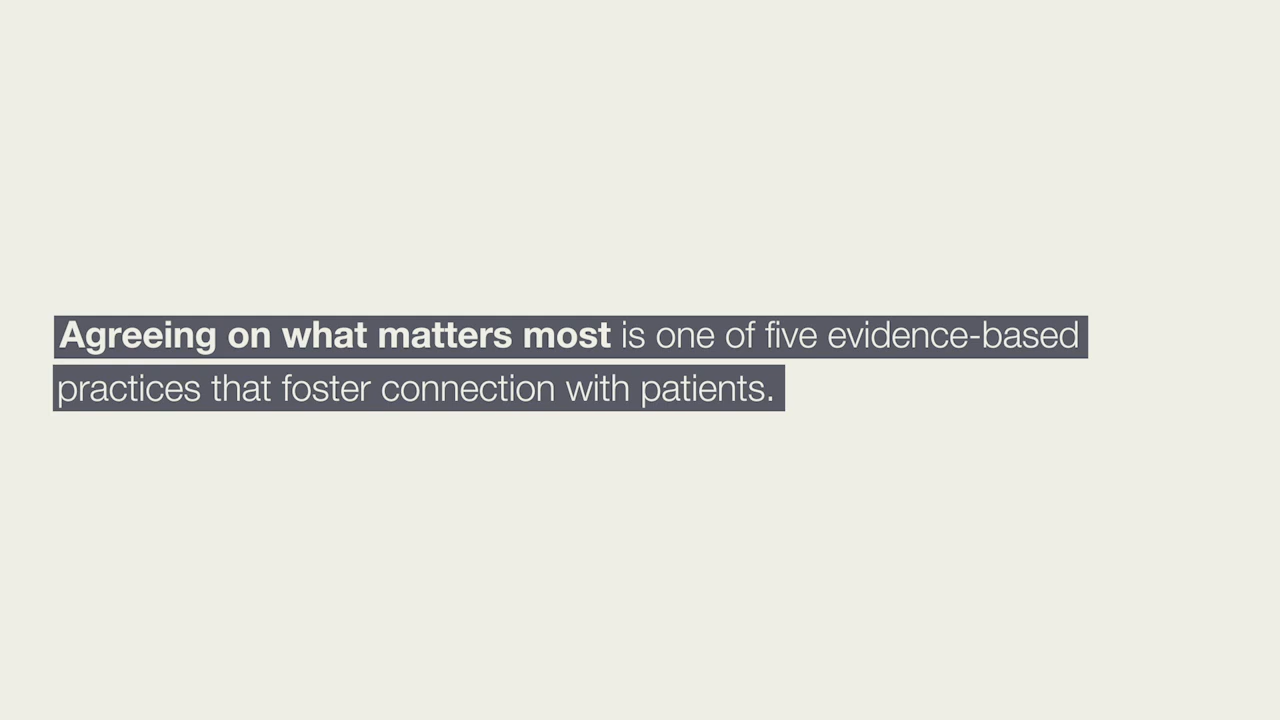 Agreeing on what matters most is one of five evidence-based
practices that foster connection with patients.